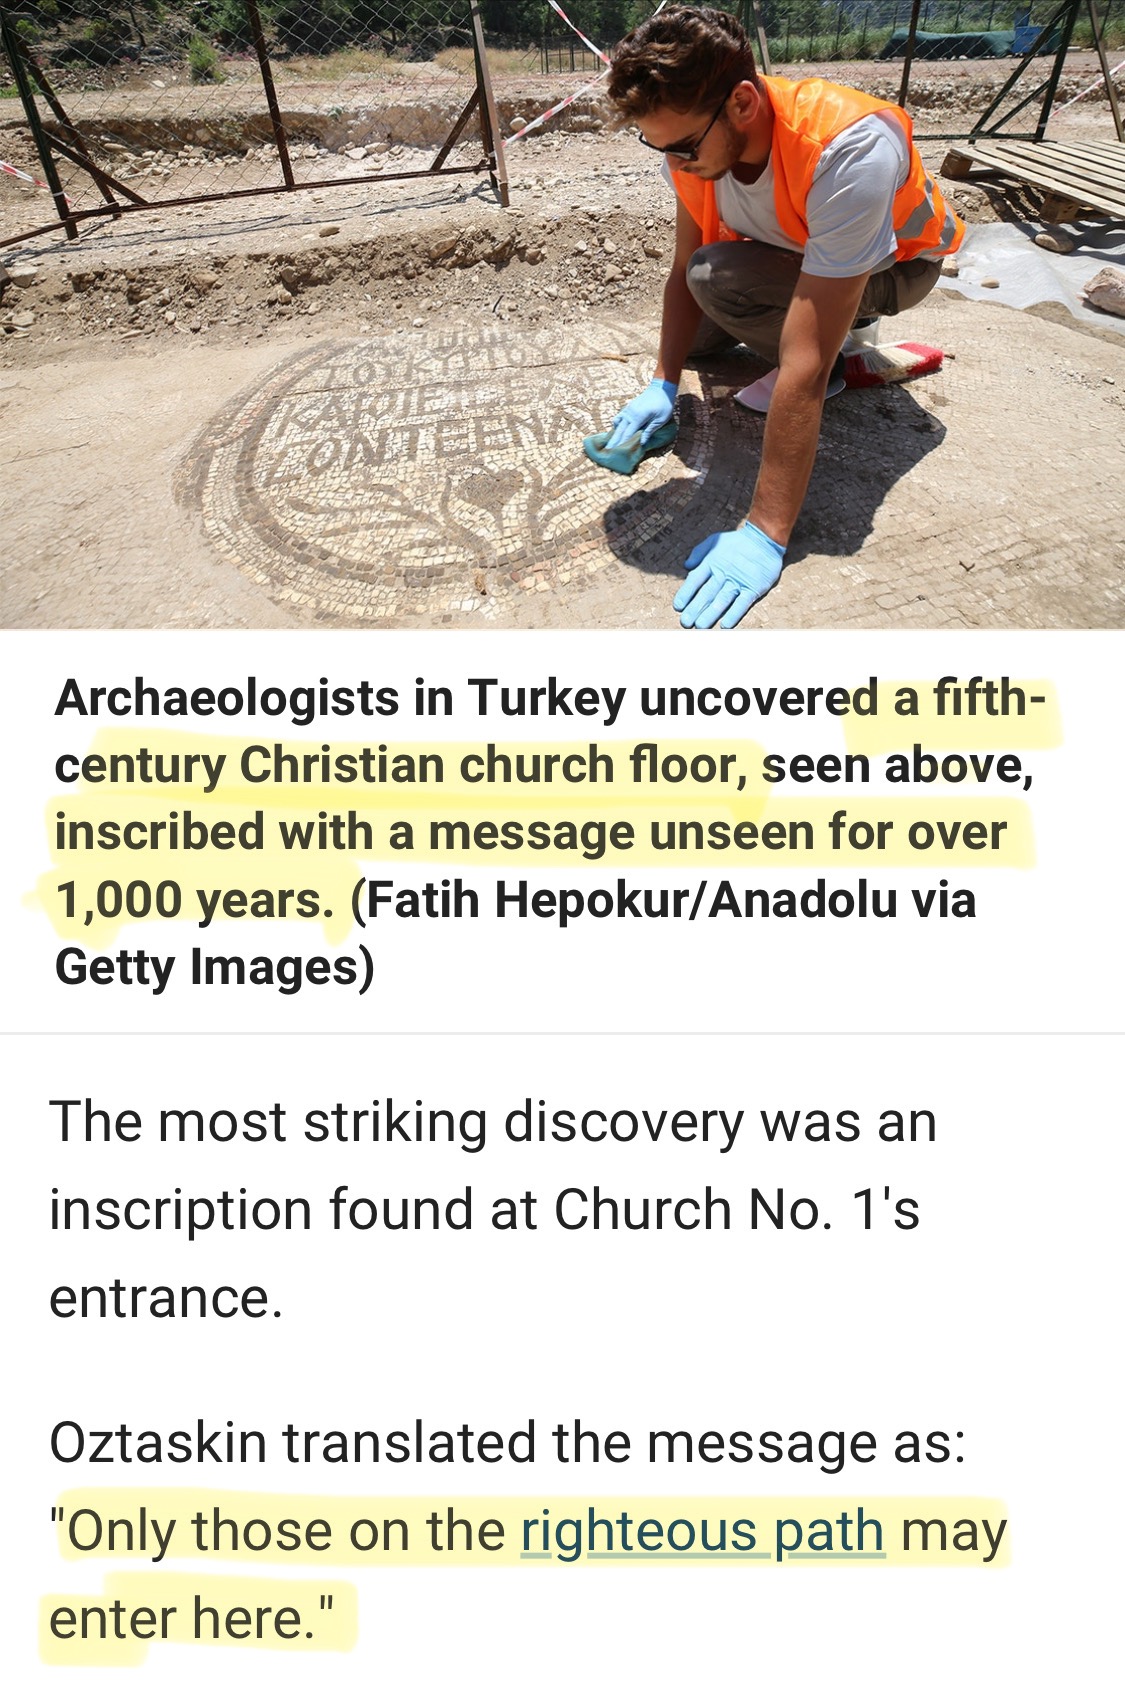 Archaeologists in Turkey uncovered a fifth-
century Christian church floor, seen above,
inscribed with a message unseen for over
1,000 years. (Fatih Hepokur/Anadolu via
Getty Images)
The most striking discovery was an
inscription found at Church No. 1's
entrance.
Oztaskin translated the message as:
"Only those on the righteous path may
enter here."